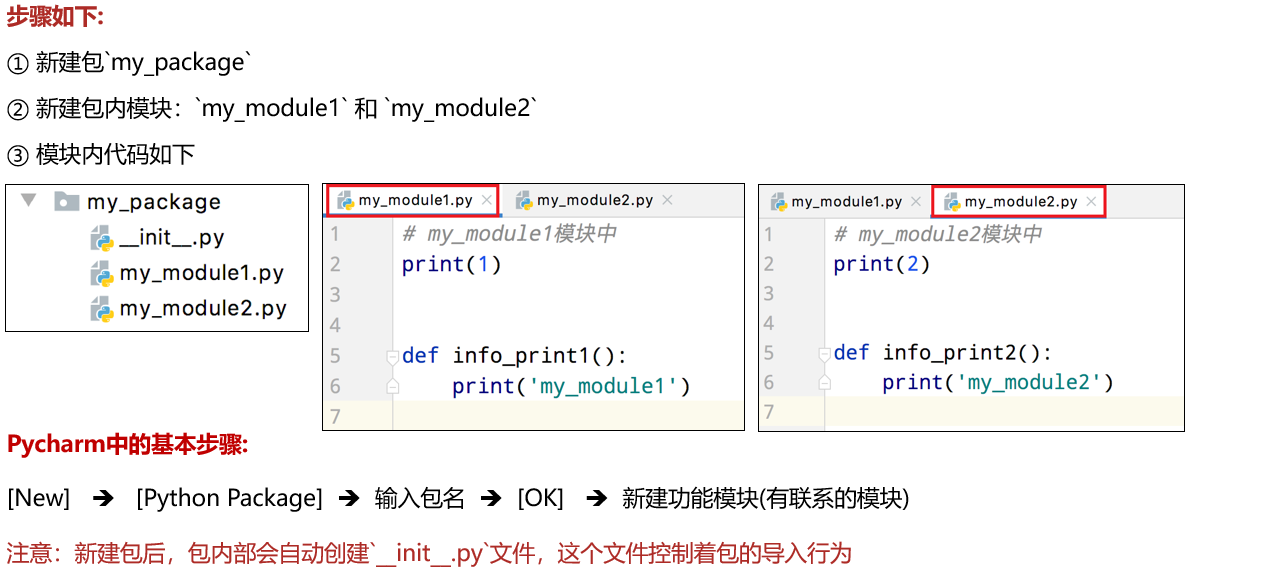 步骤如下:
① 新建包`my_package`
② 新建包内模块：`my_module1` 和 `my_module2`
③ 模块内代码如下
my_package
__init__.py
my_module1.py
my_module2.py
my_module1.py × my_module2.py ×
1 # my_module1模块中
2 print(1)
3
4
5 def info_print1():
6     print('my_module1')
7
my_module1.py × my_module2.py ×
1 # my_module2模块中
2 print(2)
3
4
5 def info_print2():
6     print('my_module2')
7
Pycharm中的基本步骤:
[New] ➔ [Python Package] ➔ 输入包名 ➔ [OK] ➔ 新建功能模块(有联系的模块)
注意：新建包后，包内部会自动创建`__init__.py`文件，这个文件控制着包的导入行为